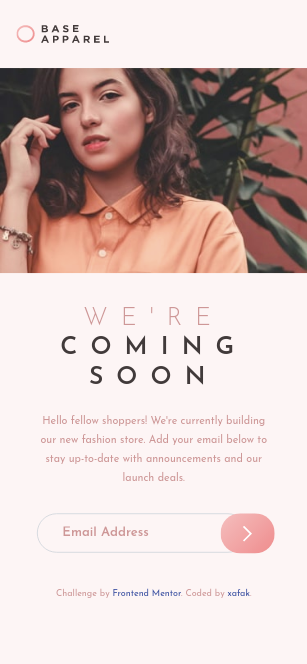 BASE
APPAREL
WE'RE
COMING
SOON
Hello fellow shoppers! We're currently building
our new fashion store. Add your email below to
stay up-to-date with announcements and our
launch deals.
Email Address
Challenge by Frontend Mentor. Coded by xafak.